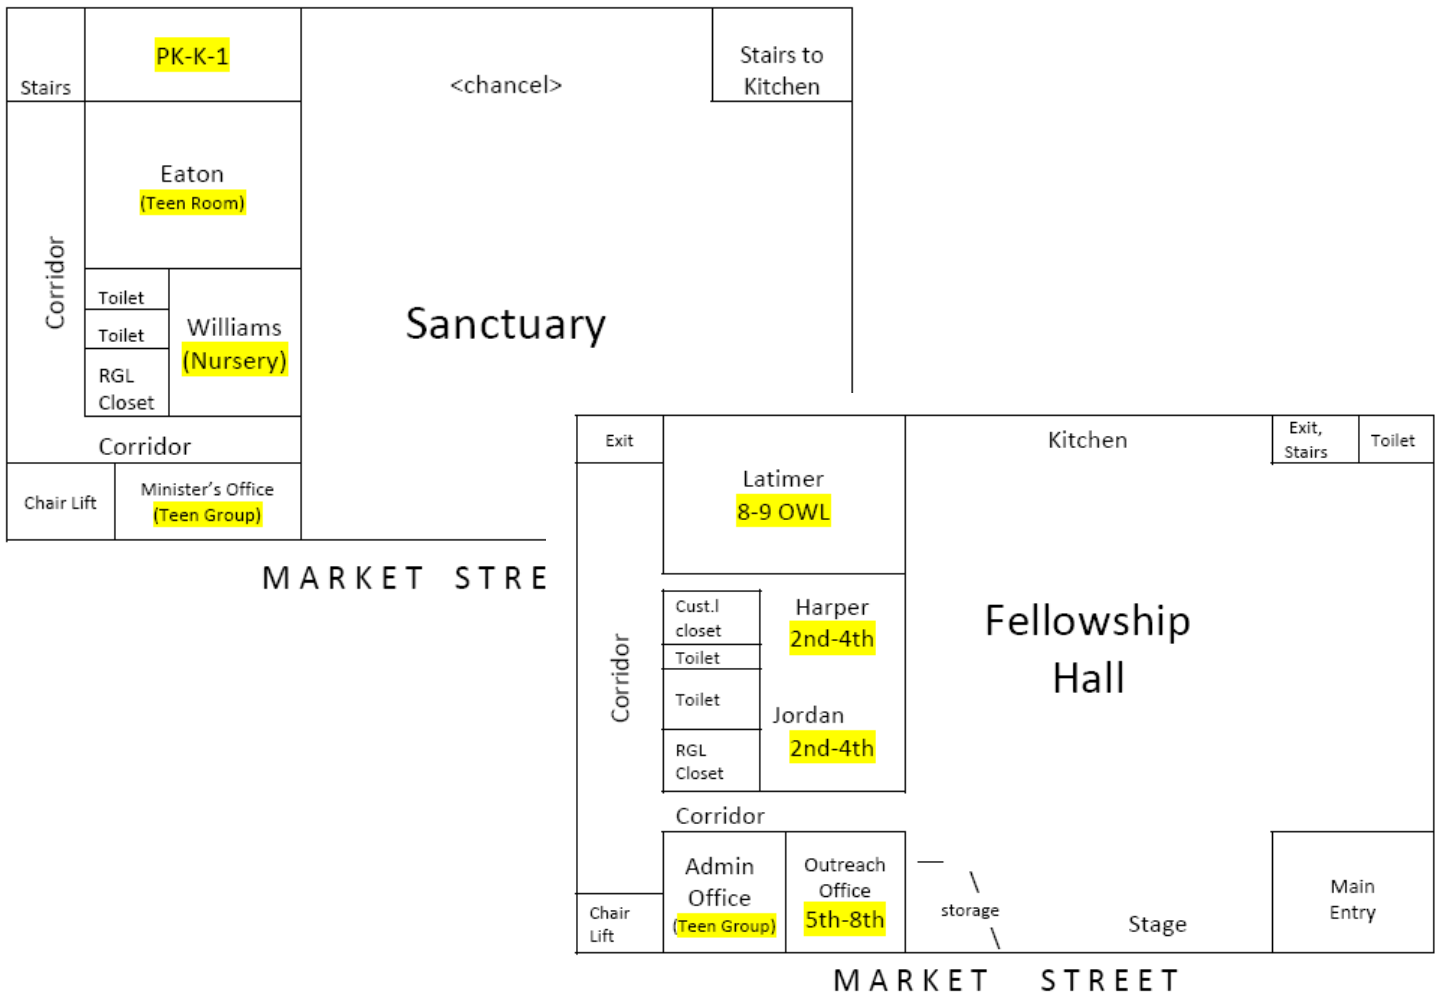 PK-K-1
Stairs
<chancel>
Stairs to
Kitchen
Eaton
(Teen Room)
Corridor
Toilet
Toilet
RGL
Closet
Williams
(Nursery)
Sanctuary
Corridor
Chair Lift
Minister's Office
(Teen Group)
MARKET STRE
Exit
Latimer
8-9 OWL
Kitchen
Exit,
Stairs
Toilet
Corridor
Cust.l
closet
Toilet
Toilet
RGL
Closet
Harper
2nd-4th
Jordan
2nd-4th
Fellowship
Hall
Corridor
Chair
Lift
Admin
Office
(Teen Group)
Outreach
Office
5th-8th
storage
Stage
Main
Entry
MARKET STREET